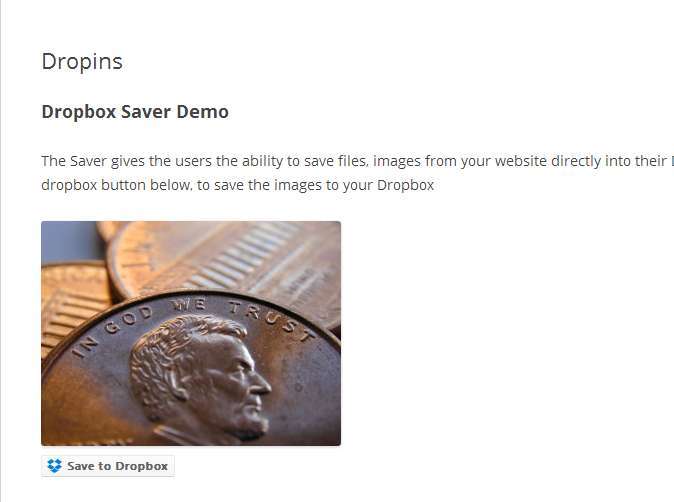 Dropins
Dropbox Saver Demo
The Saver gives the users the ability to save files, images from your website directly into their
dropbox button below, to save the images to your Dropbox
IN GOD WE TRUST
Save to Dropbox